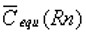 C̅ equ (Rn)